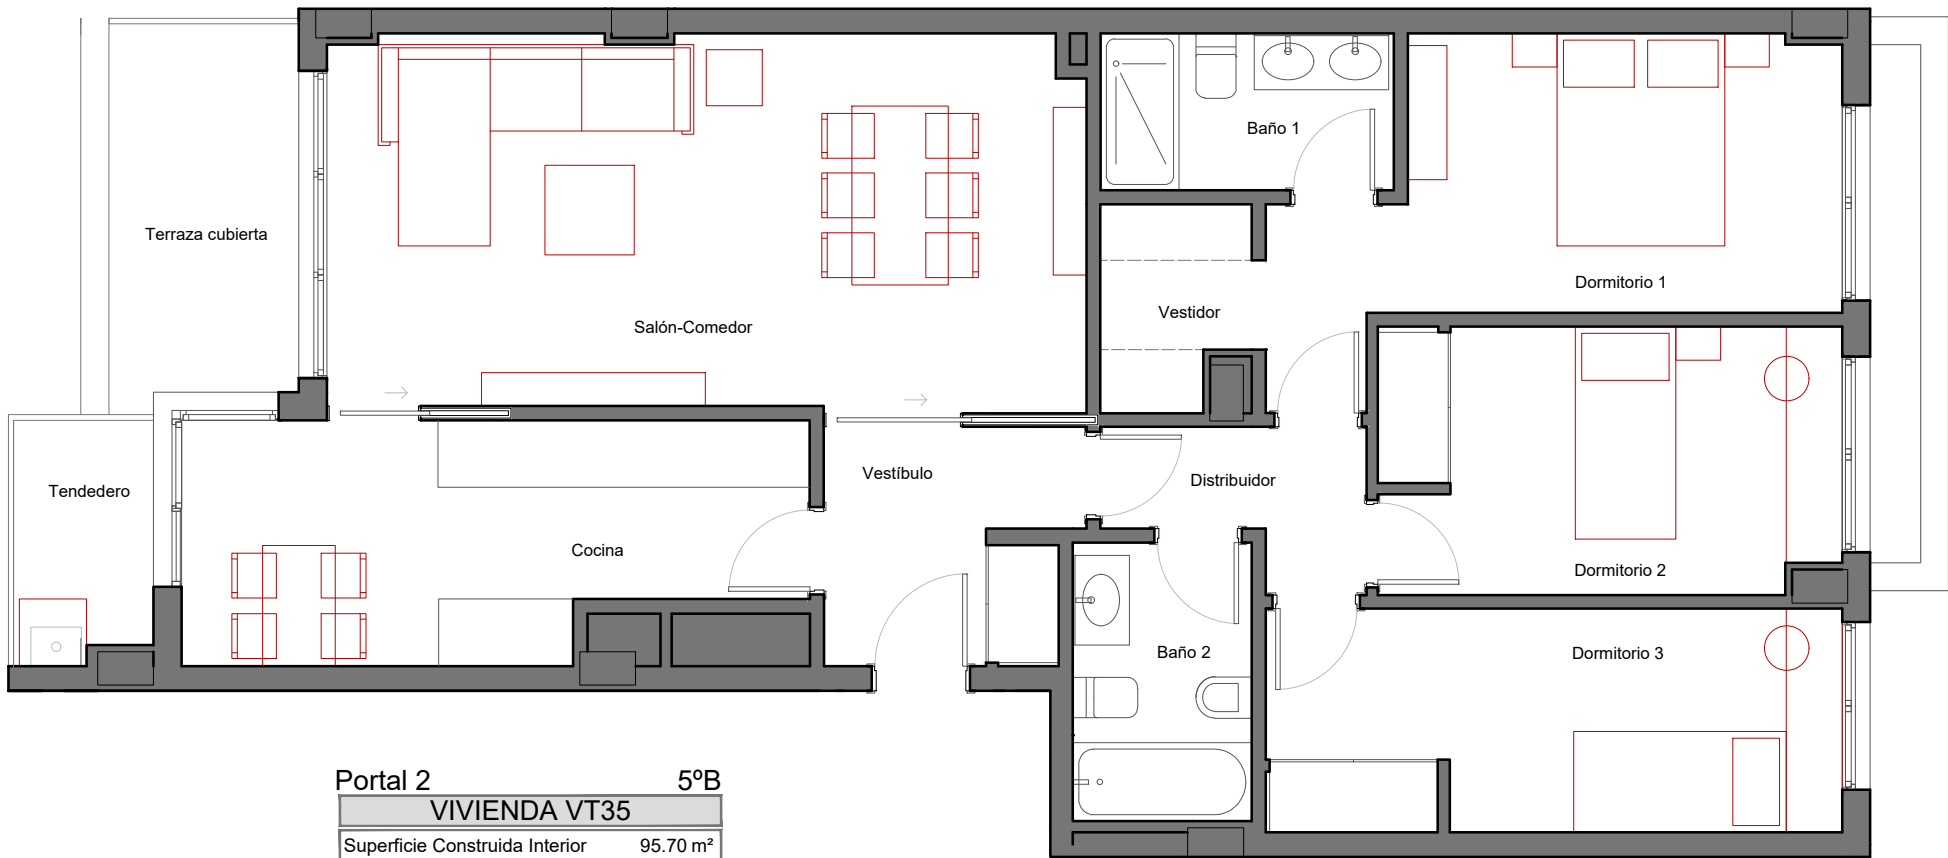 Baño 1
Terraza cubierta
Dormitorio 1
Vestidor
Salón-Comedor
Vestíbulo
Distribuidor
Tendedero
Cocina
Dormitorio 2
Baño 2
Dormitorio 3
Portal 2 5ºB
VIVIENDA VT35
Superficie Construida Interior 95.70 m²